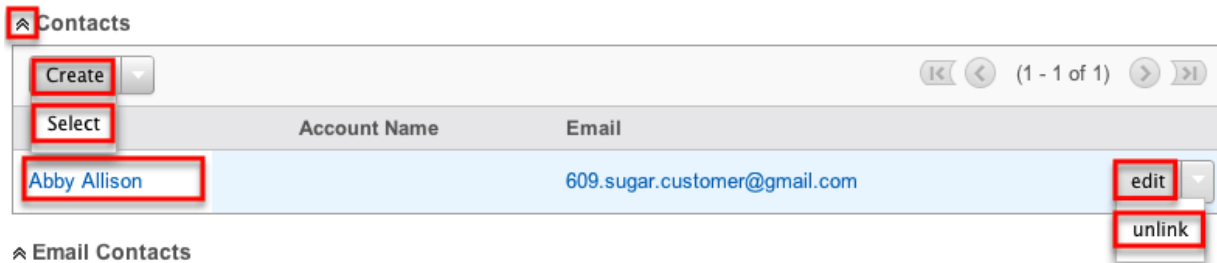 Contacts
Create (1 - 1 of 1)
Select Account Name Email
Abby Allison 609.sugar.customer@gmail.com edit
unlink
Email Contacts